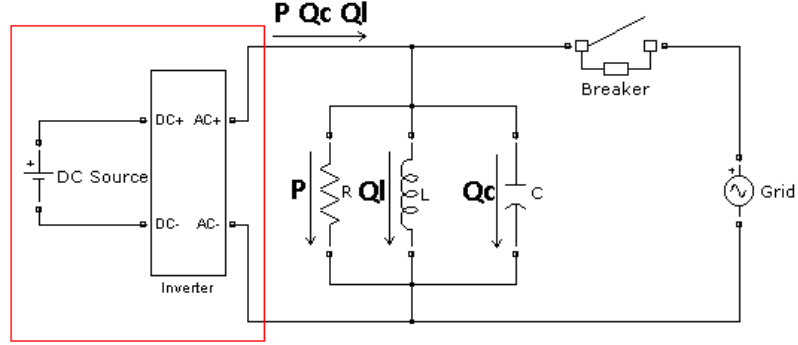 P Qc Ql
Breaker
DC+ AC+
+
DC Source
P
R
Ql
L
Qc
C
+
Grid
DC- AC-
Inverter